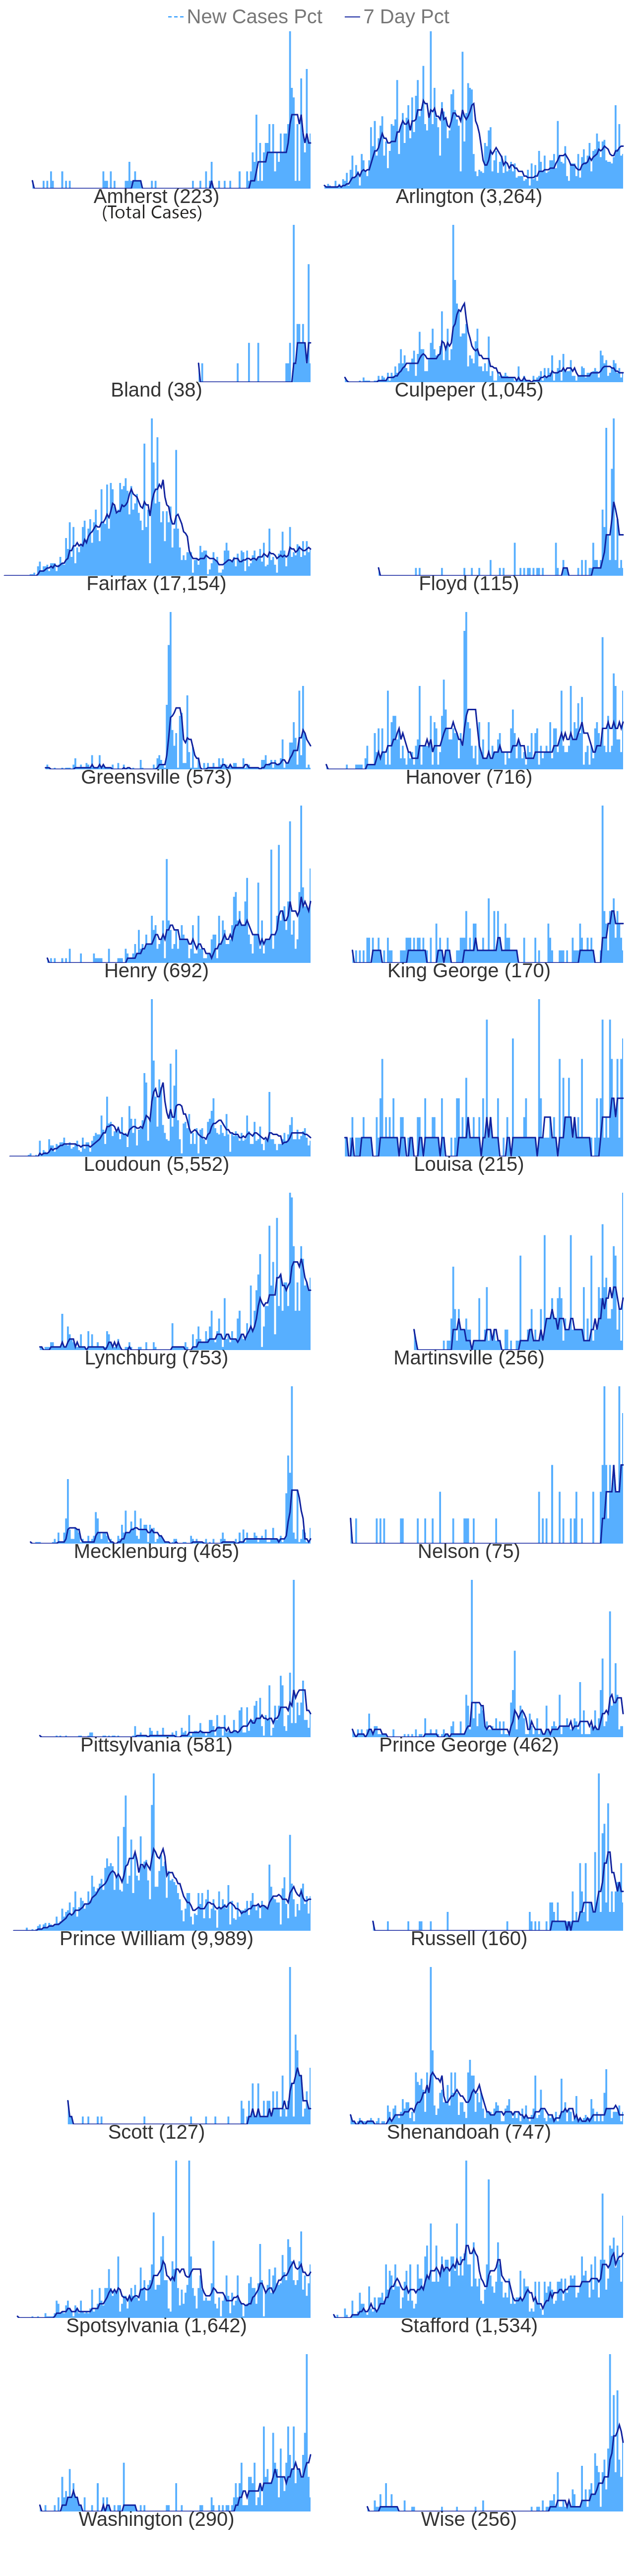 New Cases Pct 7 Day Pct
Amherst (223) Arlington (3,264)
(Total Cases)
Bland (38) Culpeper (1,045)
Fairfax (17,154) Floyd (115)
Greensville (573) Hanover (716)
Henry (692) King George (170)
Loudoun (5,552) Louisa (215)
Lynchburg (753) Martinsville (256)
Mecklenburg (465) Nelson (75)
Pittsylvania (581) Prince George (462)
Prince William (9,989) Russell (160)
Scott (127) Shenandoah (747)
Spotsylvania (1,642) Stafford (1,534)
Washington (290) Wise (256)